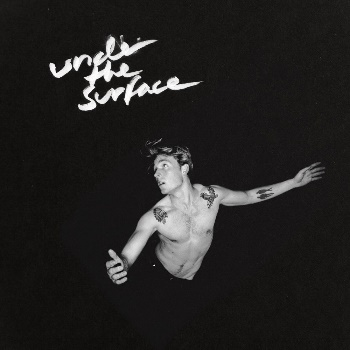 under
the
surface